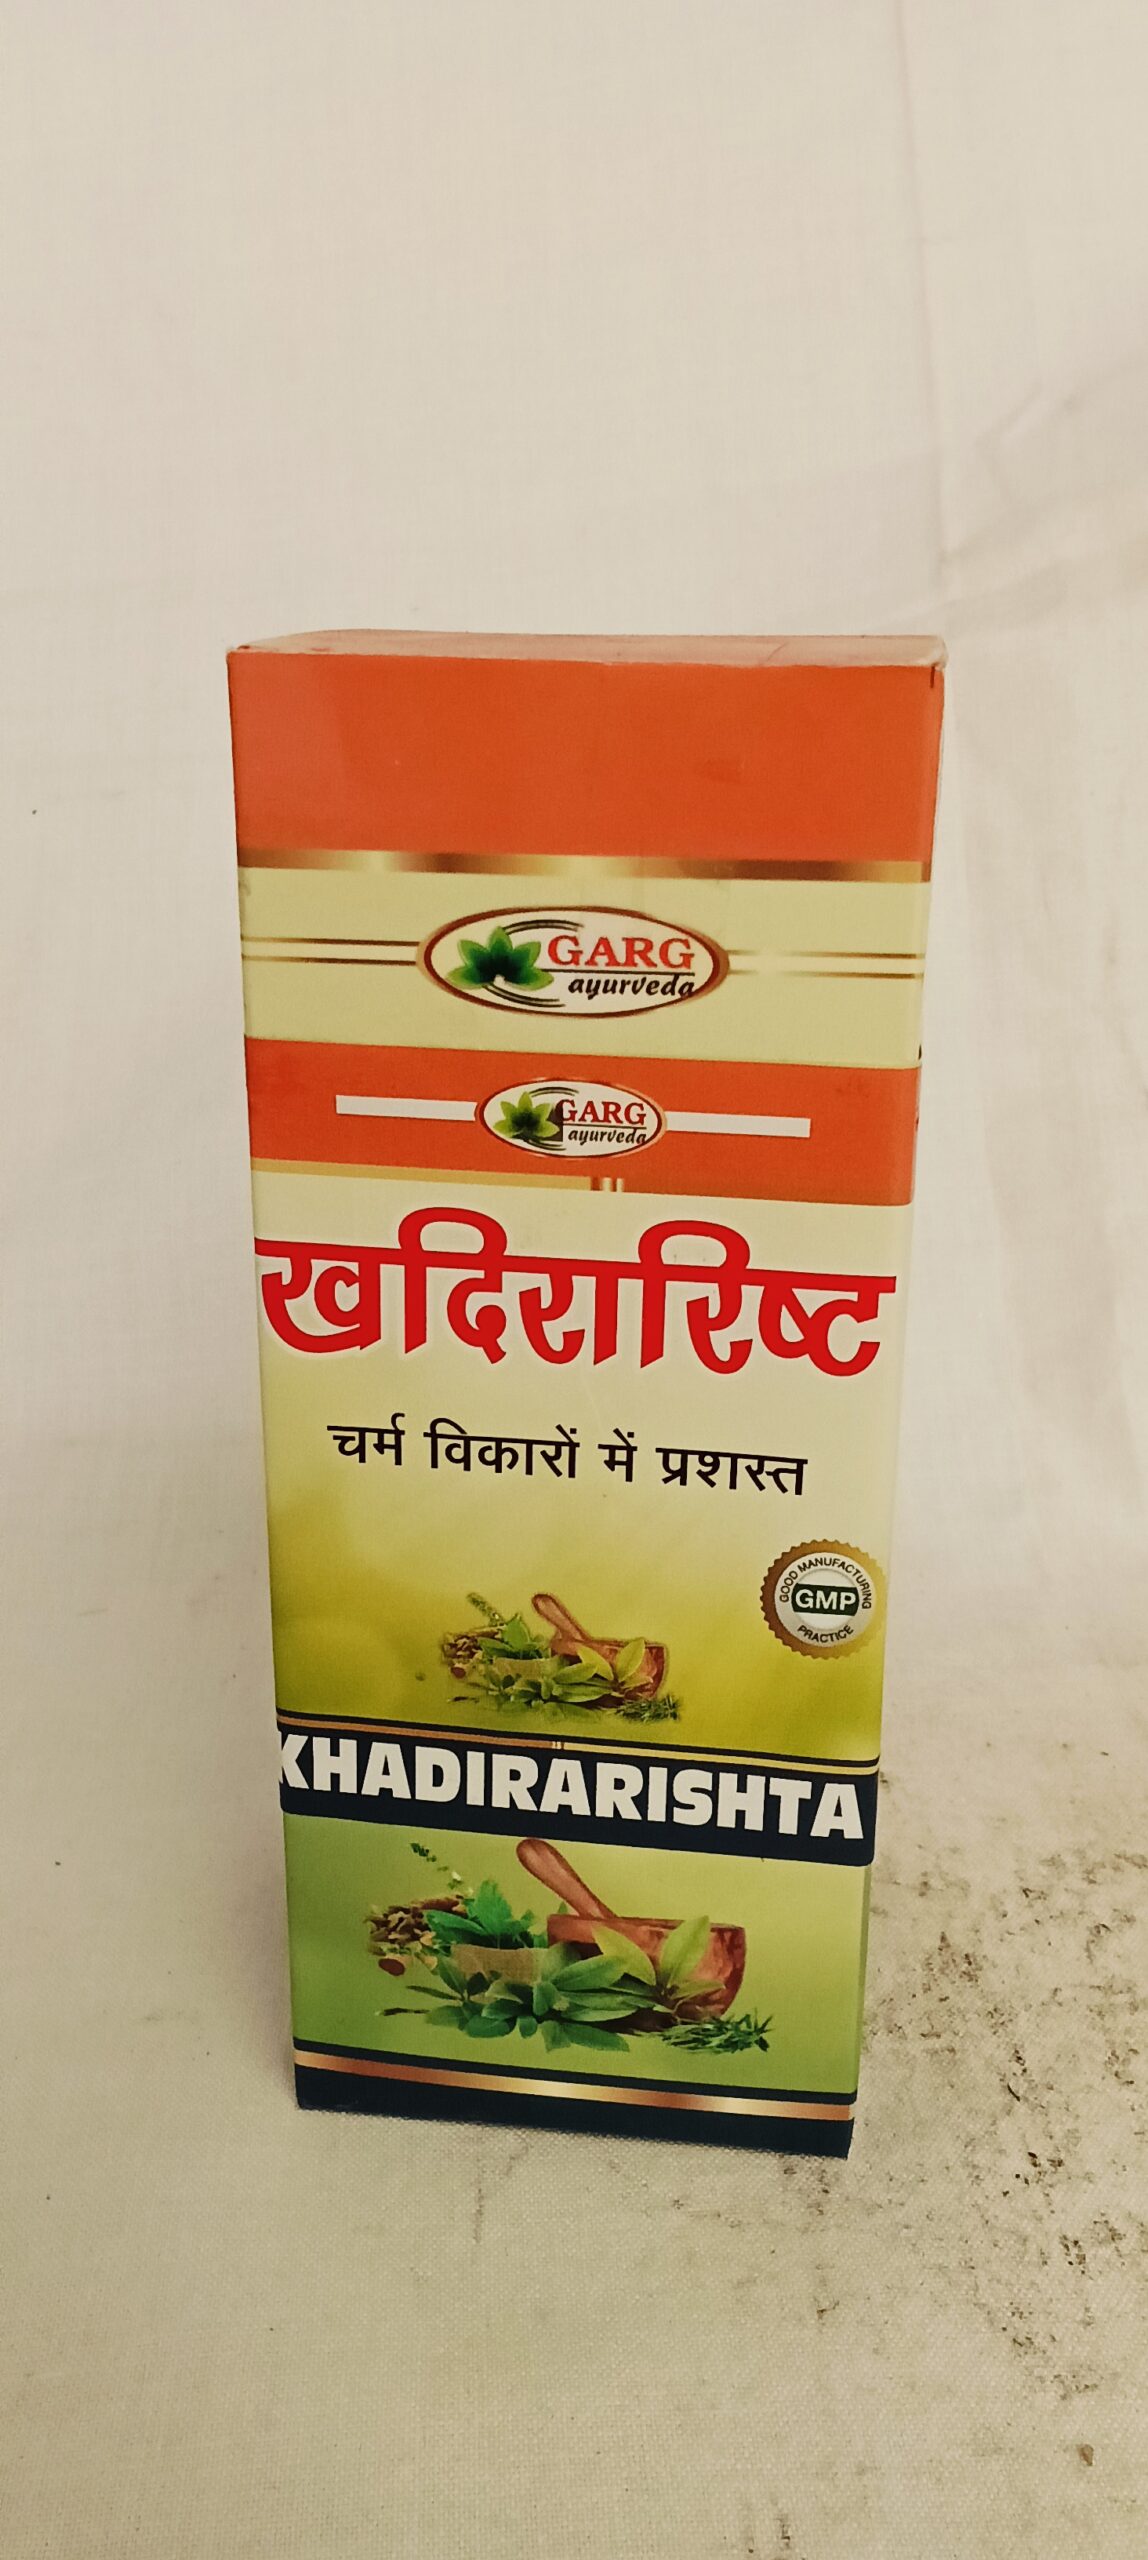 GARG
ayurveda
GARG
ayurveda
खदिरारिष्ट
चर्म विकारों में प्रशस्त
GOOD MANUFACTURING
GMP
PRACTICE
KHADIRARISHTA